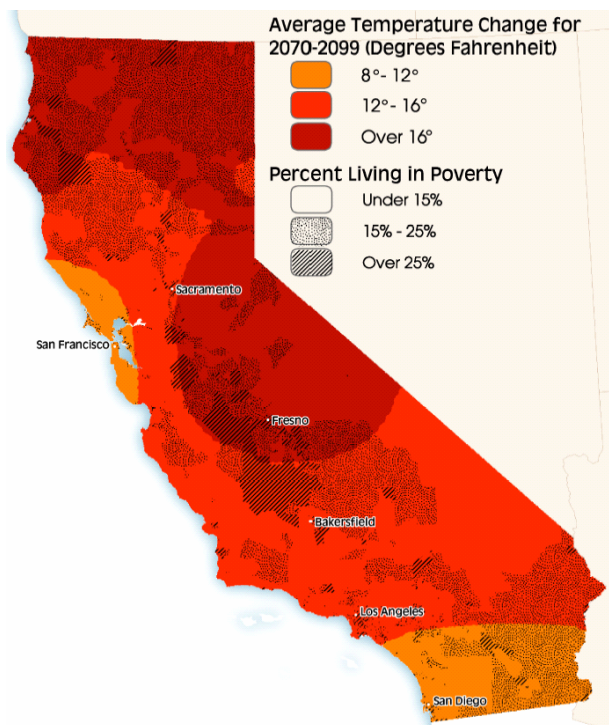 Average Temperature Change for
2070-2099 (Degrees Fahrenheit)
8°- 12°
12°- 16°
Over 16°
Percent Living in Poverty
Under 15%
15% - 25%
Over 25%
Sacramento
San Francisco
Fresno
Bakersfield
Los Angeles
San Diego